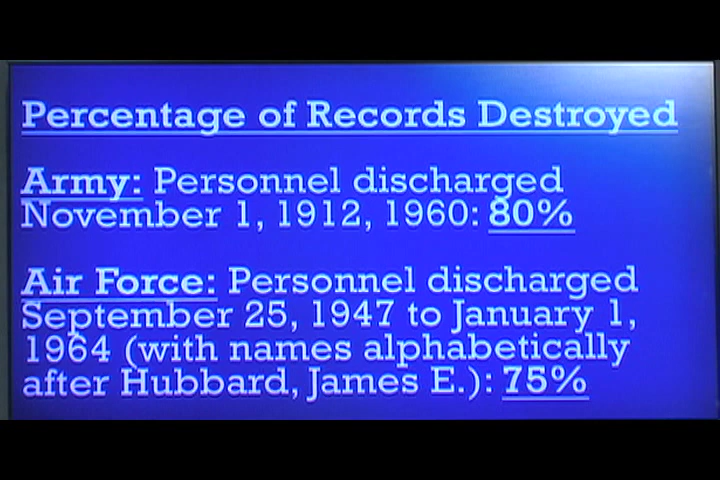 Percentage of Records Destroyed
Army: Personnel discharged
November 1, 1912, 1960: 80%
Air Force: Personnel discharged
September 25, 1947 to January 1,
1964 (with names alphabetically
after Hubbard, James E.): 75%